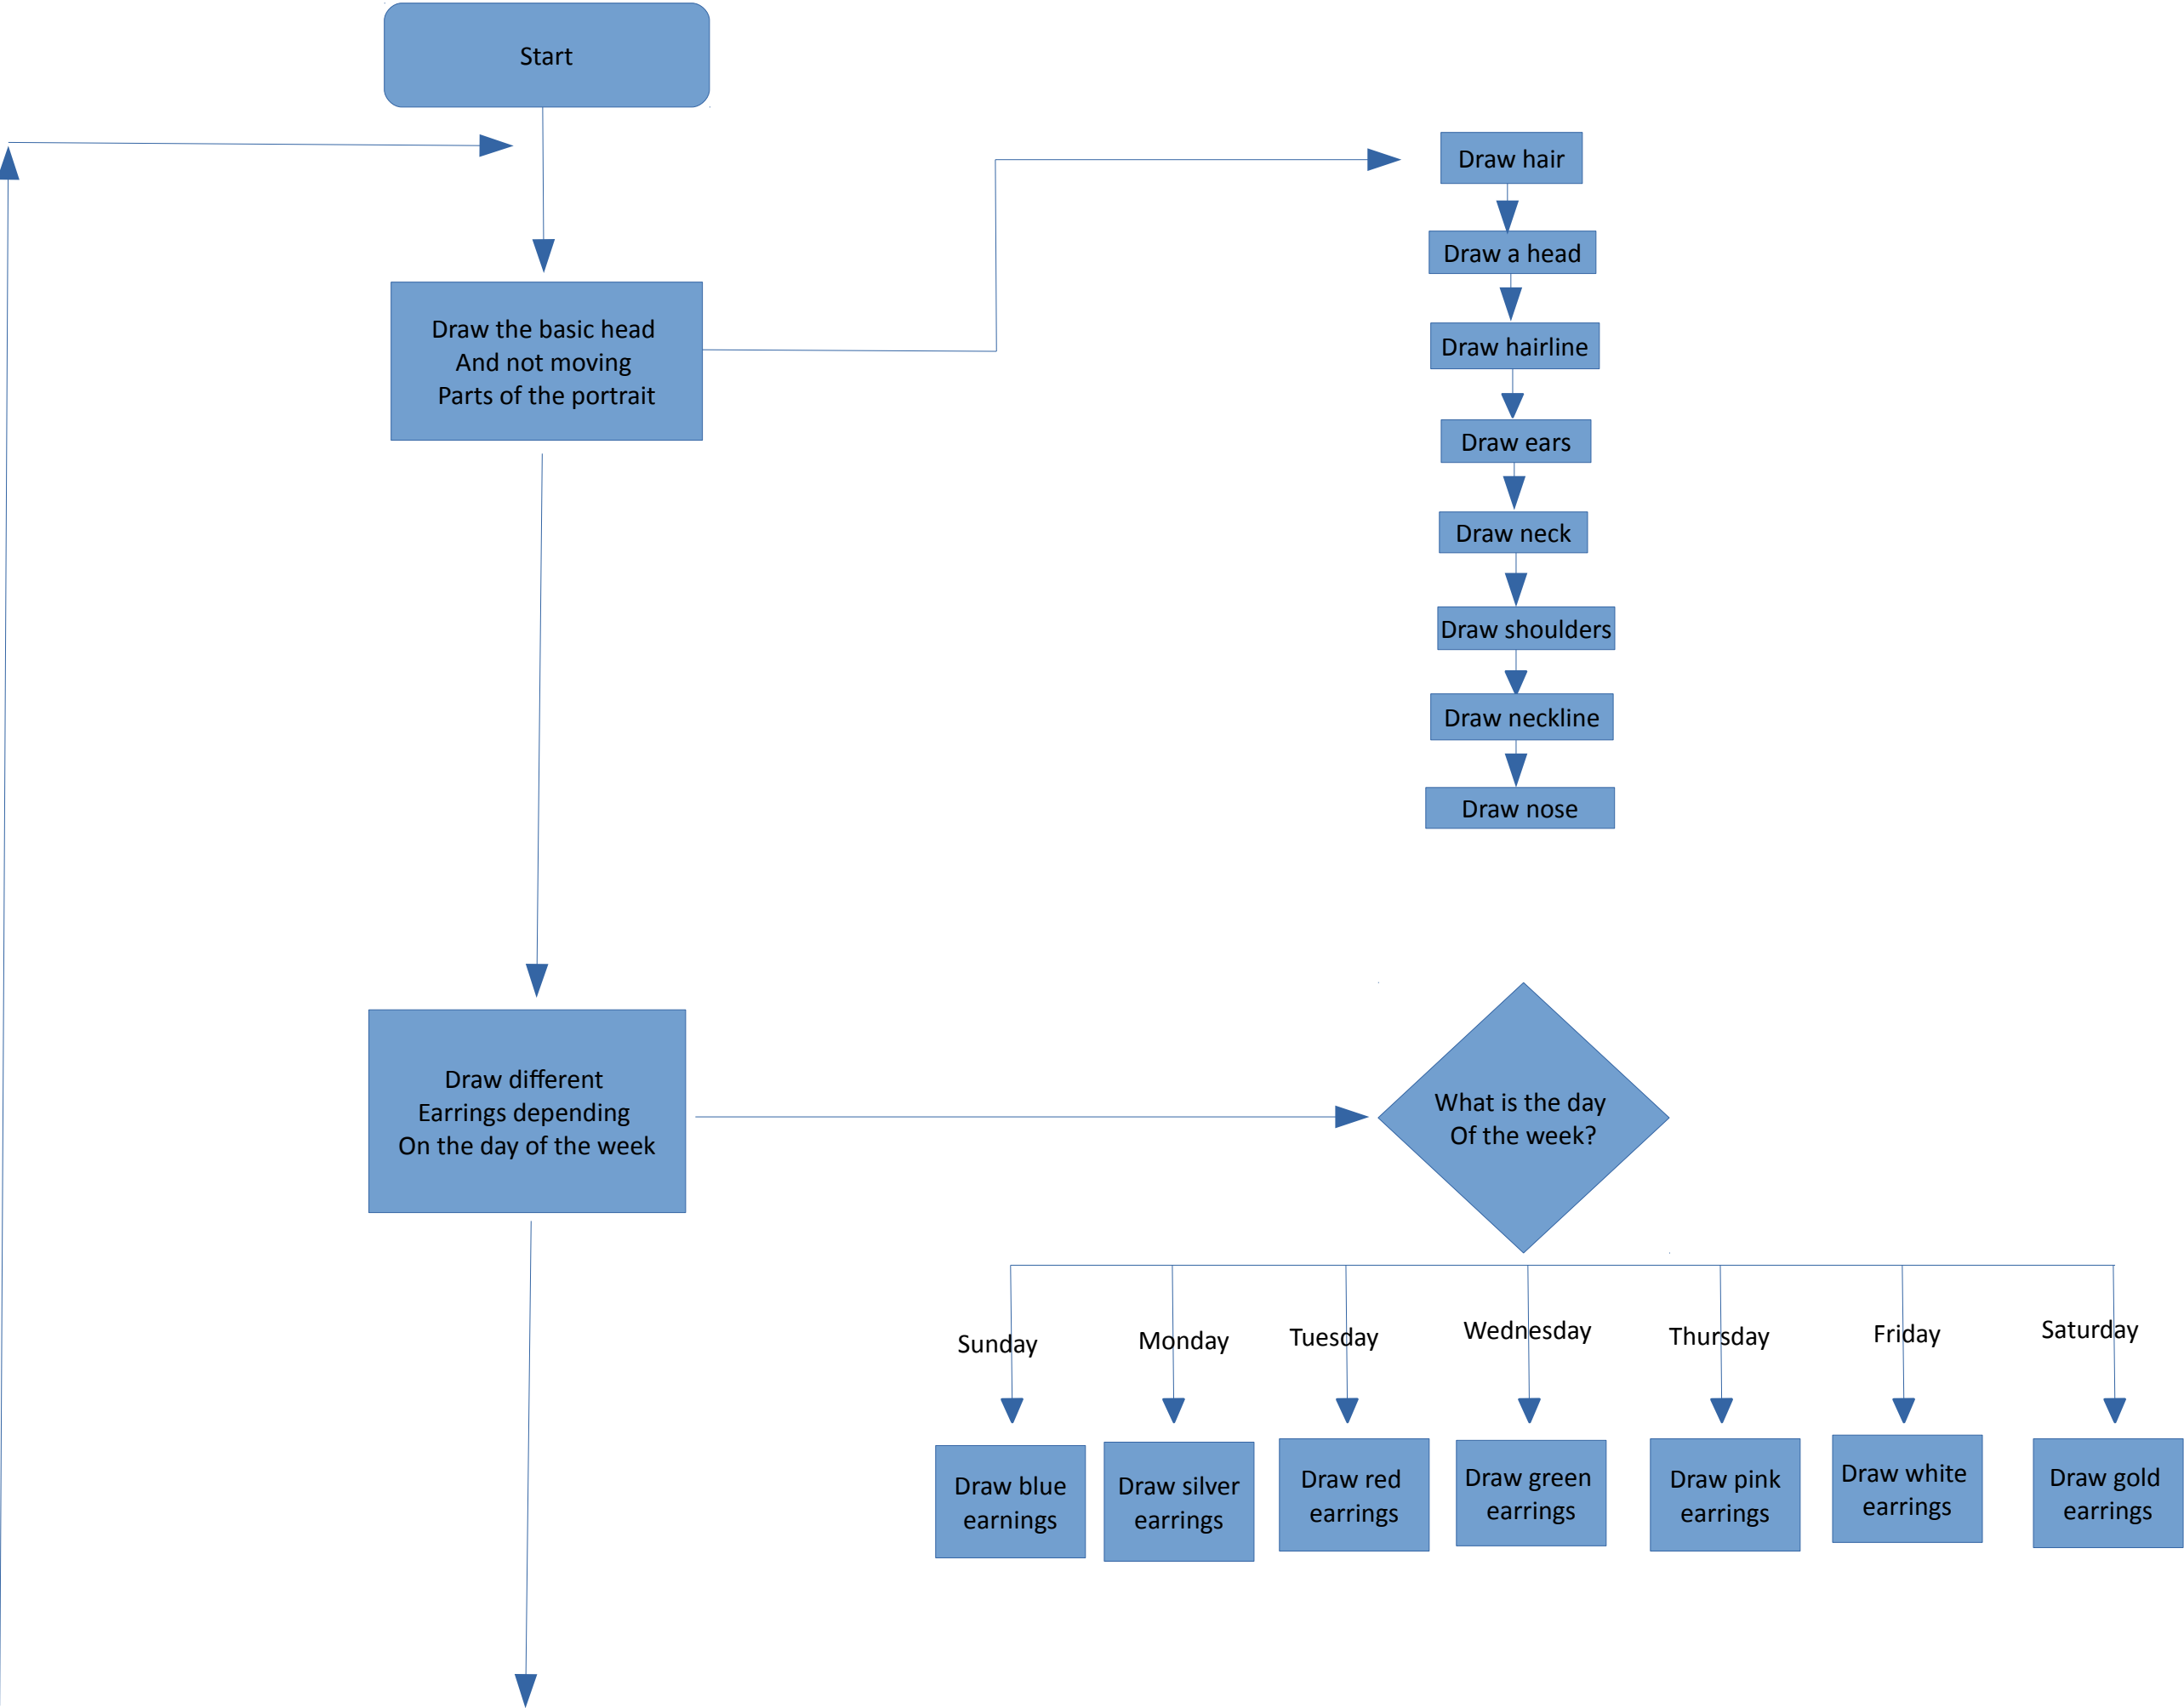 Start
Draw the basic head
And not moving
Parts of the portrait
Draw hair
Draw a head
Draw hairline
Draw ears
Draw neck
Draw shoulders
Draw neckline
Draw nose
Draw different
Earrings depending
On the day of the week
What is the day
Of the week?
Sunday
Monday
Tuesday
Wednesday
Thursday
Friday
Saturday
Draw blue
earnings
Draw silver
earrings
Draw red
earrings
Draw green
earrings
Draw pink
earrings
Draw white
earrings
Draw gold
earrings